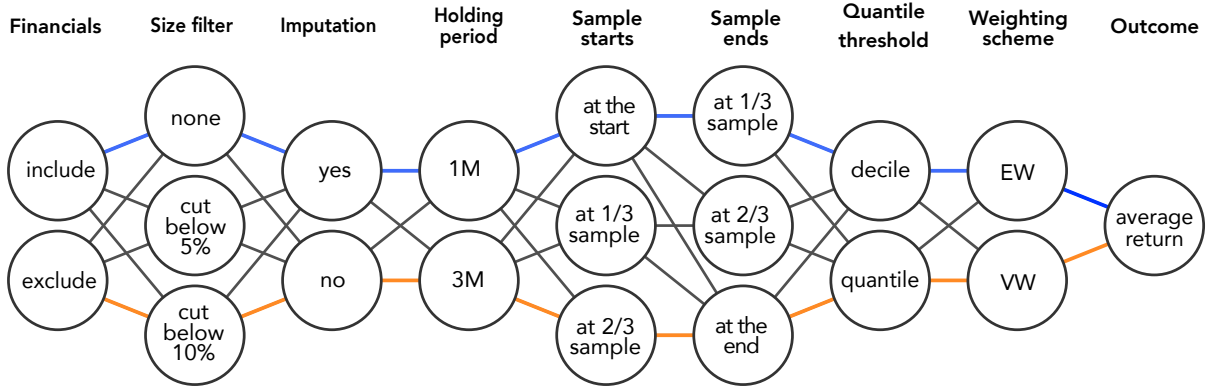 Financials
Size filter
Imputation
Holding
period
Sample
starts
Sample
ends
Quantile
threshold
Weighting
scheme
Outcome
include
exclude
none
cut
below
5%
cut
below
10%
yes
no
1M
3M
at the
start
at 1/3
sample
at 2/3
sample
at 1/3
sample
at 2/3
sample
at the
end
decile
quantile
EW
VW
average
return